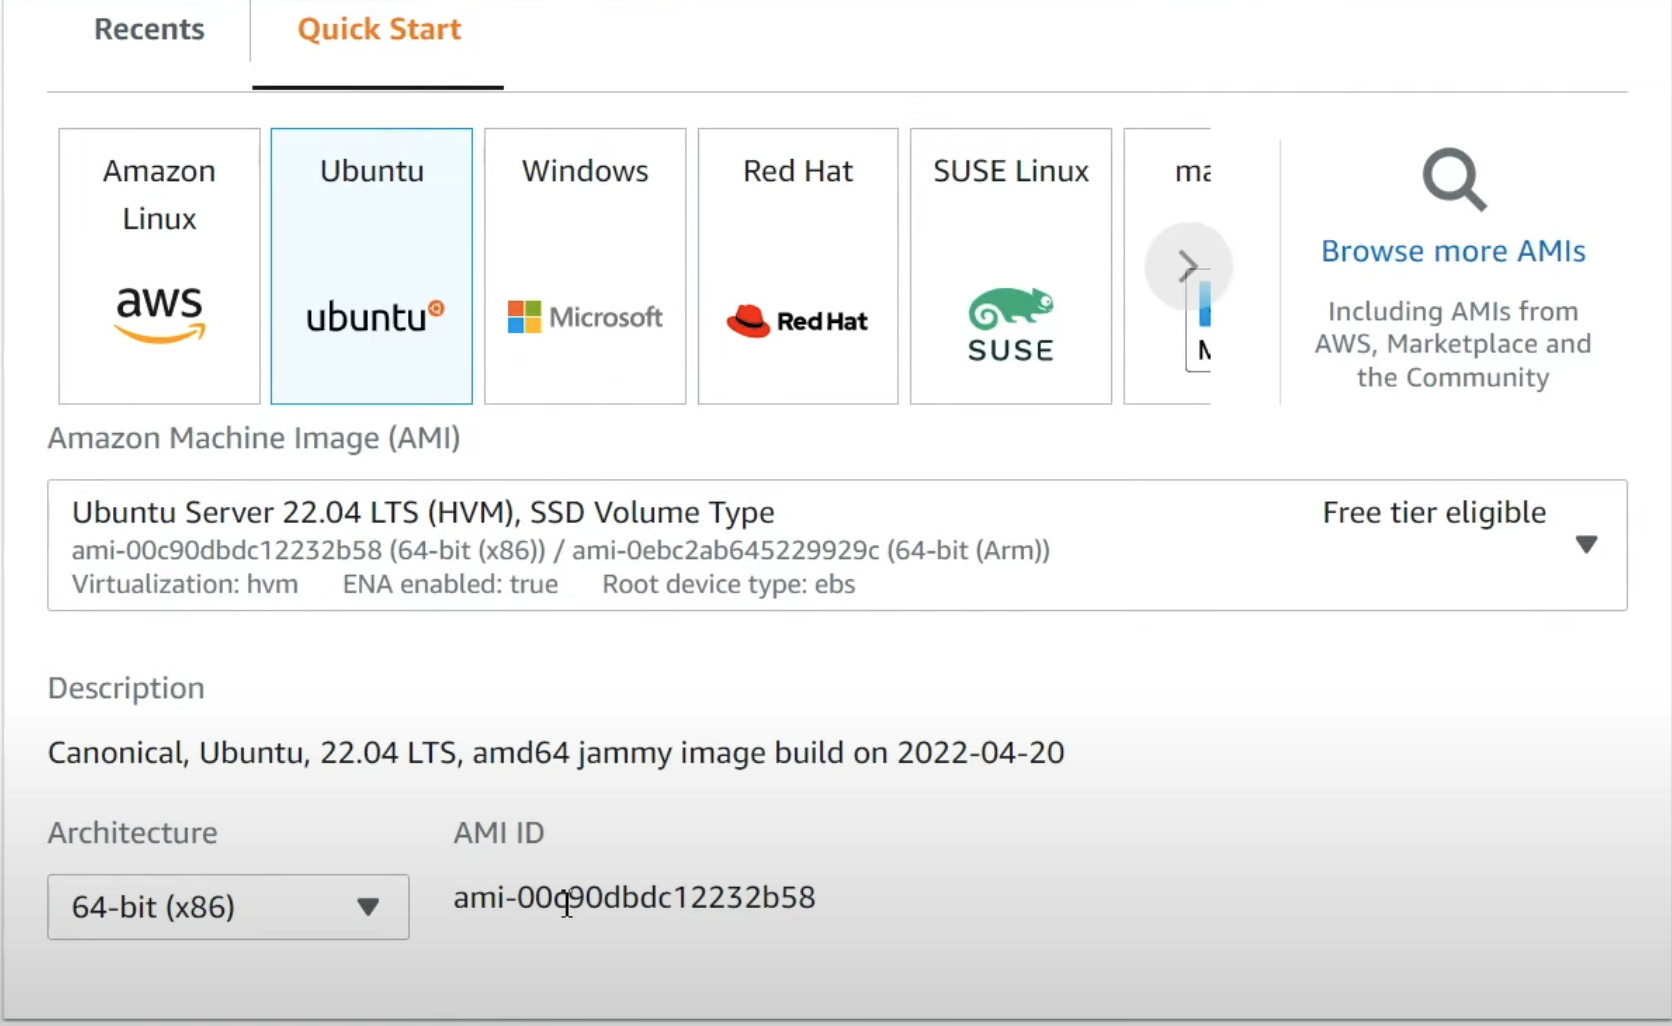 Recents
Quick Start
Amazon
Linux
aws
Ubuntu
ubuntu
Windows
Microsoft
Red Hat
Red Hat
SUSE Linux
SUSE
Browse more AMIs
Including AMIs from
AWS, Marketplace and
the Community
Amazon Machine Image (AMI)
Ubuntu Server 22.04 LTS (HVM), SSD Volume Type
Free tier eligible
ami-00c90dbdc12232b58 (64-bit (x86)) / ami-0ebc2ab645229929c (64-bit (Arm))
Virtualization: hvm ENA enabled: true Root device type: ebs
Description
Canonical, Ubuntu, 22.04 LTS, amd64 jammy image build on 2022-04-20
Architecture
AMI ID
64-bit (x86)
ami-00c90dbdc12232b58